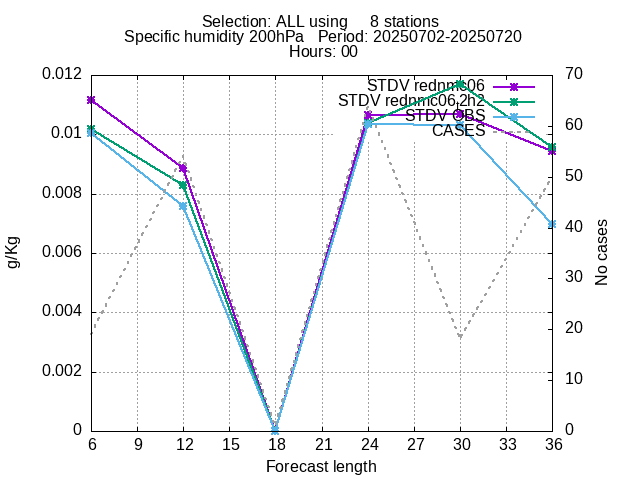 Selection: ALL using     8 stations
Specific humidity 200hPa   Period: 20250702-20250720
Hours: 00
0.012
0.01
0.008
0.006
0.004
0.002
0
g/Kg
70
60
50
40
30
20
10
0
No cases
STDV rednmc06
STDV rednmc06.2h2
STDV OBS
CASES
6 9 12 15 18 21 24 27 30 33 36
Forecast length